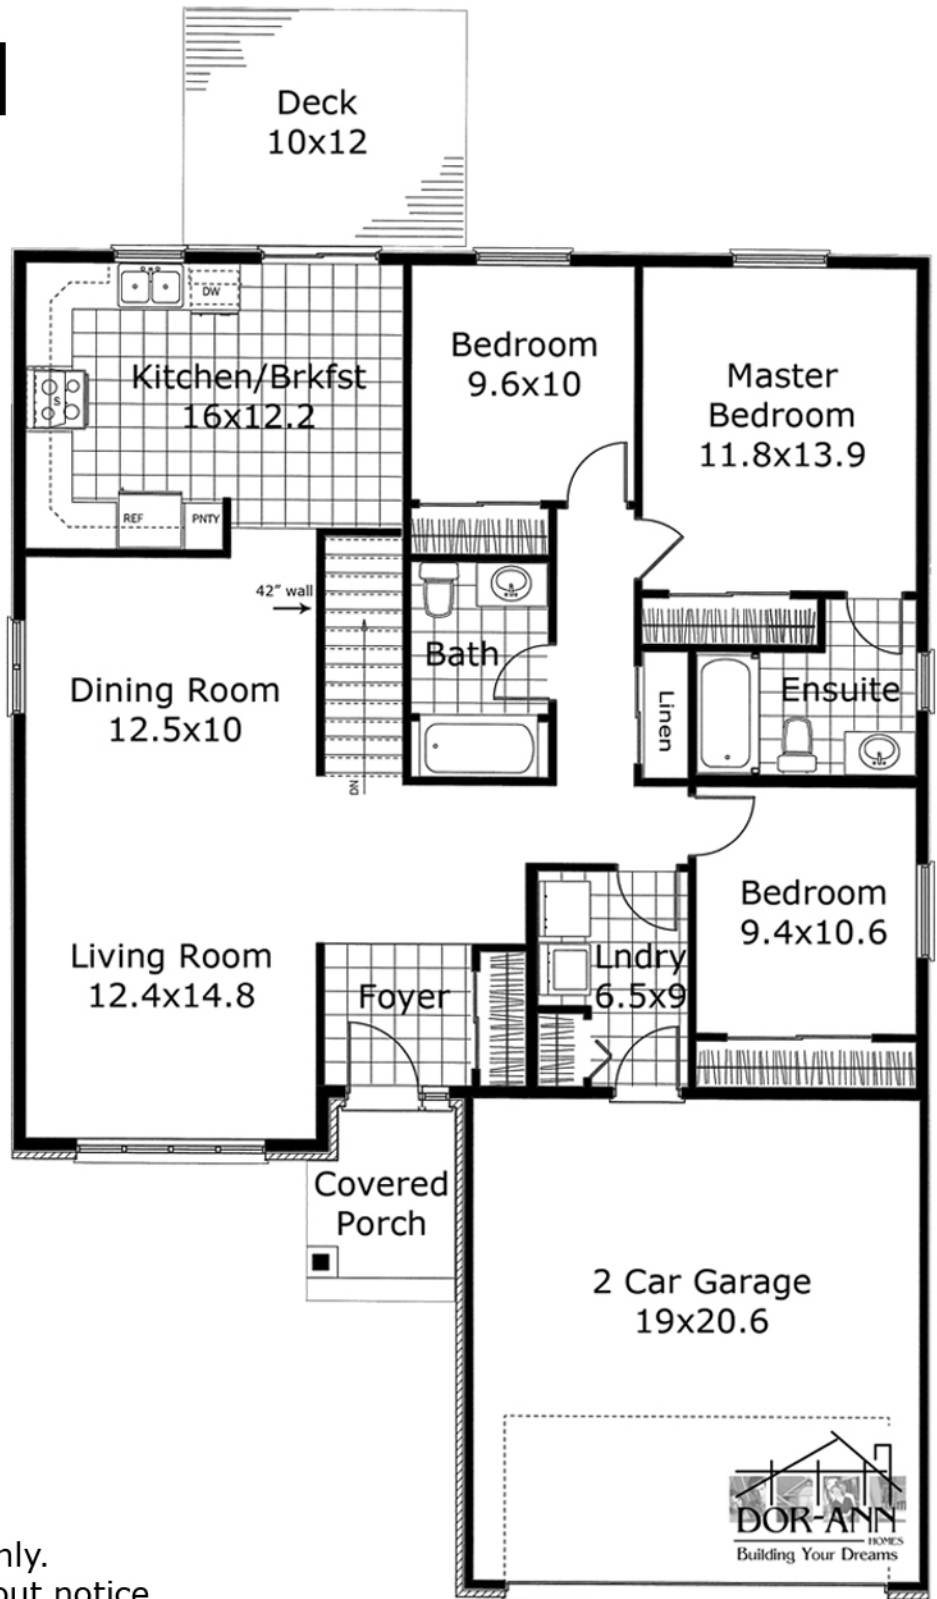 Deck
10x12
DW
Kitchen/Brkfst
16x12.2
S
REF
PNTY
Bedroom
9.6x10
Master
Bedroom
11.8x13.9
42" wall
Bath
Dining Room
12.5x10
Linen
Ensuite
DN
Bedroom
9.4x10.6
Living Room
12.4x14.8
Foyer
Lndry
6.5x9
Covered
Porch
2 Car Garage
19x20.6
DOR-ANN
HOMES
Building Your Dreams
notice